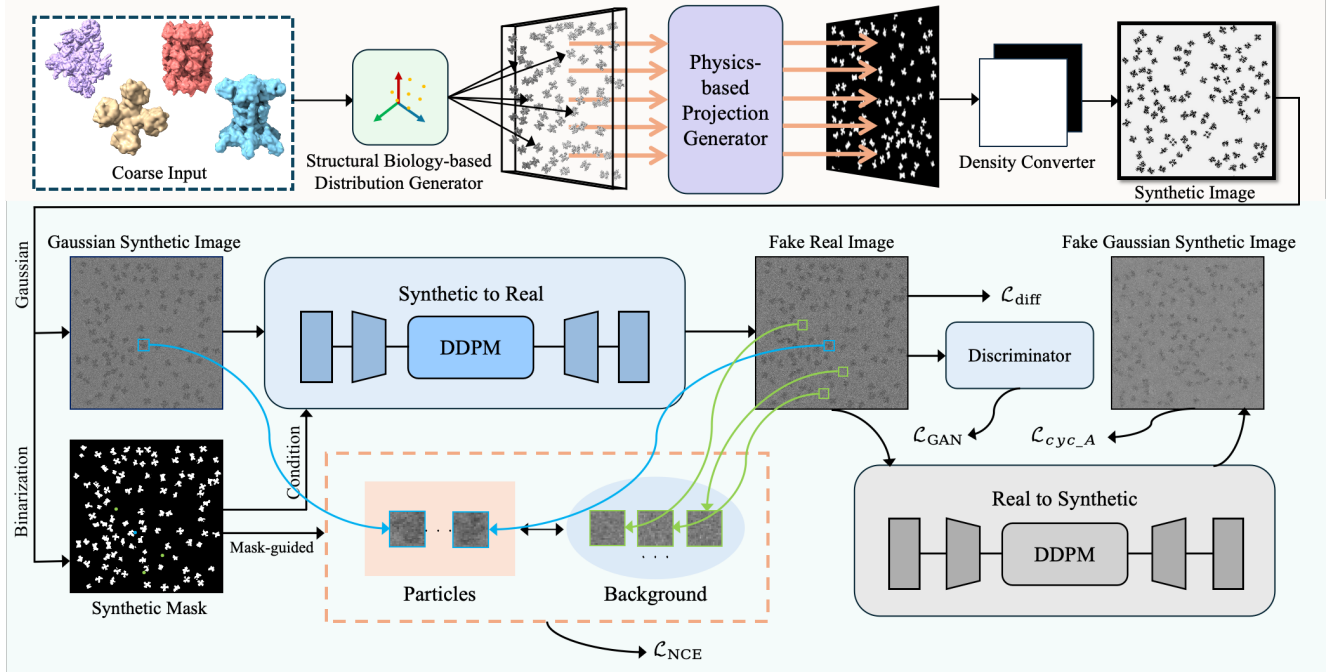 Coarse Input
Structural Biology-based
Distribution Generator
Physics-
based
Projection
Generator
Density Converter
Synthetic Image
Gaussian
Binarization
Gaussian Synthetic Image
Synthetic to Real
DDPM
Fake Real Image
Fake Gaussian Synthetic Image
ℒdiff
Discriminator
ℒGAN
ℒcyc_A
Synthetic Mask
Condition
Mask-guided
. . .
Particles
. . .
Background
ℒNCE
Real to Synthetic
DDPM